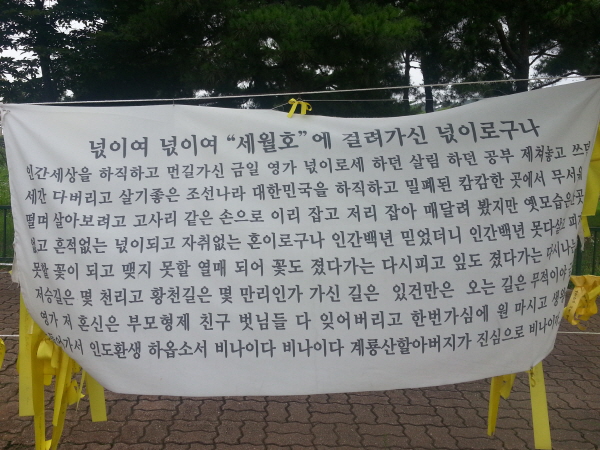 넋이여 넋이여 “세월호”에 걸려가신 넋이로구나
인간세상을 하직하고 먼길가신 금일 영가 넋이로세 하던 살림 하던 공부 제쳐놓고 쓰던
세간 다버리고 살기좋은 조선나라 대한민국을 하직하고 밀폐된 캄캄한 곳에서 무서움
떨며 살아보려고 고사리 같은 손으로 이리 잡고 저리 잡아 매달려 봤지만 옛모습은 간곳
없고 흔적없는 넋이되고 자취없는 혼이로구나 인간백년 믿었더니 인간백년 못다살고
못할 꽃이 되고 맺지 못할 열매 되어 꽃도 졌다가는 다시피고 잎도 졌다가는 다시
저승길은 몇 천리고 황천길은 몇 만리인가 가신 길은 있건만은 오는 길은 무적이야
영가 저 혼신은 부모형제 친구 벗님들 다 잊어버리고 한번가심에 원 마시고
인도환생 하옵소서 비나이다 비나이다 계룡산할아버지가 진심으로 비나이다